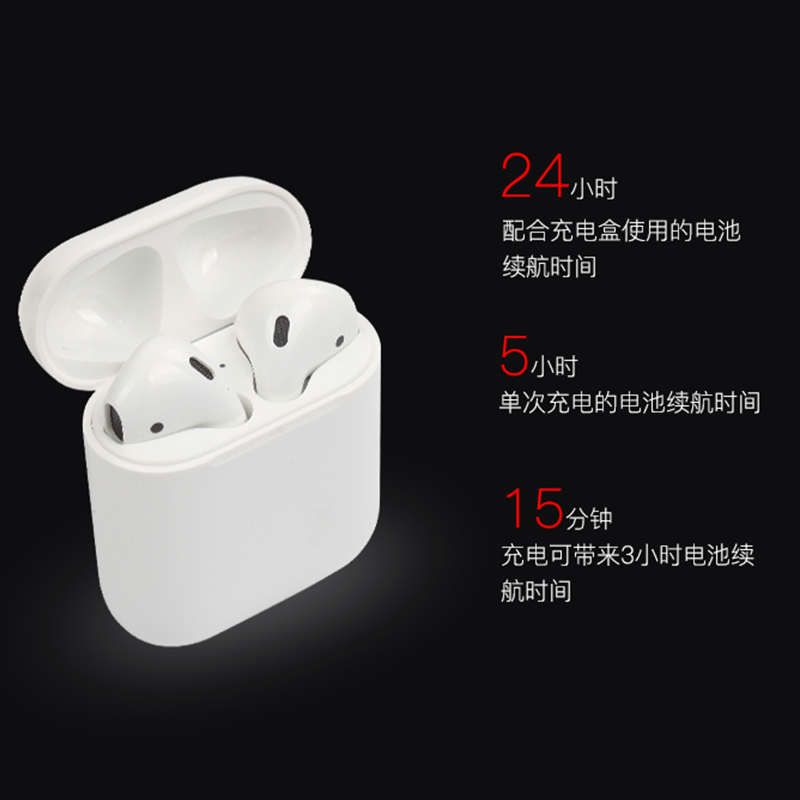 24小时
配合充电盒使用的电池
续航时间
5小时
单次充电的电池续航时间
15分钟
充电可带来3小时电池续
航时间